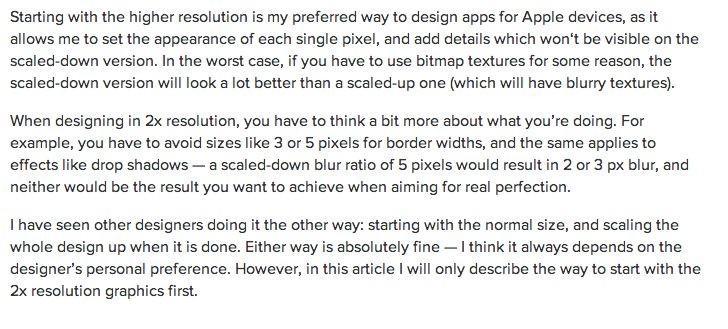 Starting with the higher resolution is my preferred way to design apps for Apple devices, as it
allows me to set the appearance of each single pixel, and add details which won‘t be visible on the
scaled-down version. In the worst case, if you have to use bitmap textures for some reason, the
scaled-down version will look a lot better than a scaled-up one (which will have blurry textures).
When designing in 2x resolution, you have to think a bit more about what you’re doing. For
example, you have to avoid sizes like 3 or 5 pixels for border widths, and the same applies to
effects like drop shadows — a scaled-down blur ratio of 5 pixels would result in 2 or 3 px blur, and
neither would be the result you want to achieve when aiming for real perfection.
I have seen other designers doing it the other way: starting with the normal size, and scaling the
whole design up when it is done. Either way is absolutely fine — I think it always depends on the
designer’s personal preference. However, in this article I will only describe the way to start with the
2x resolution graphics first.